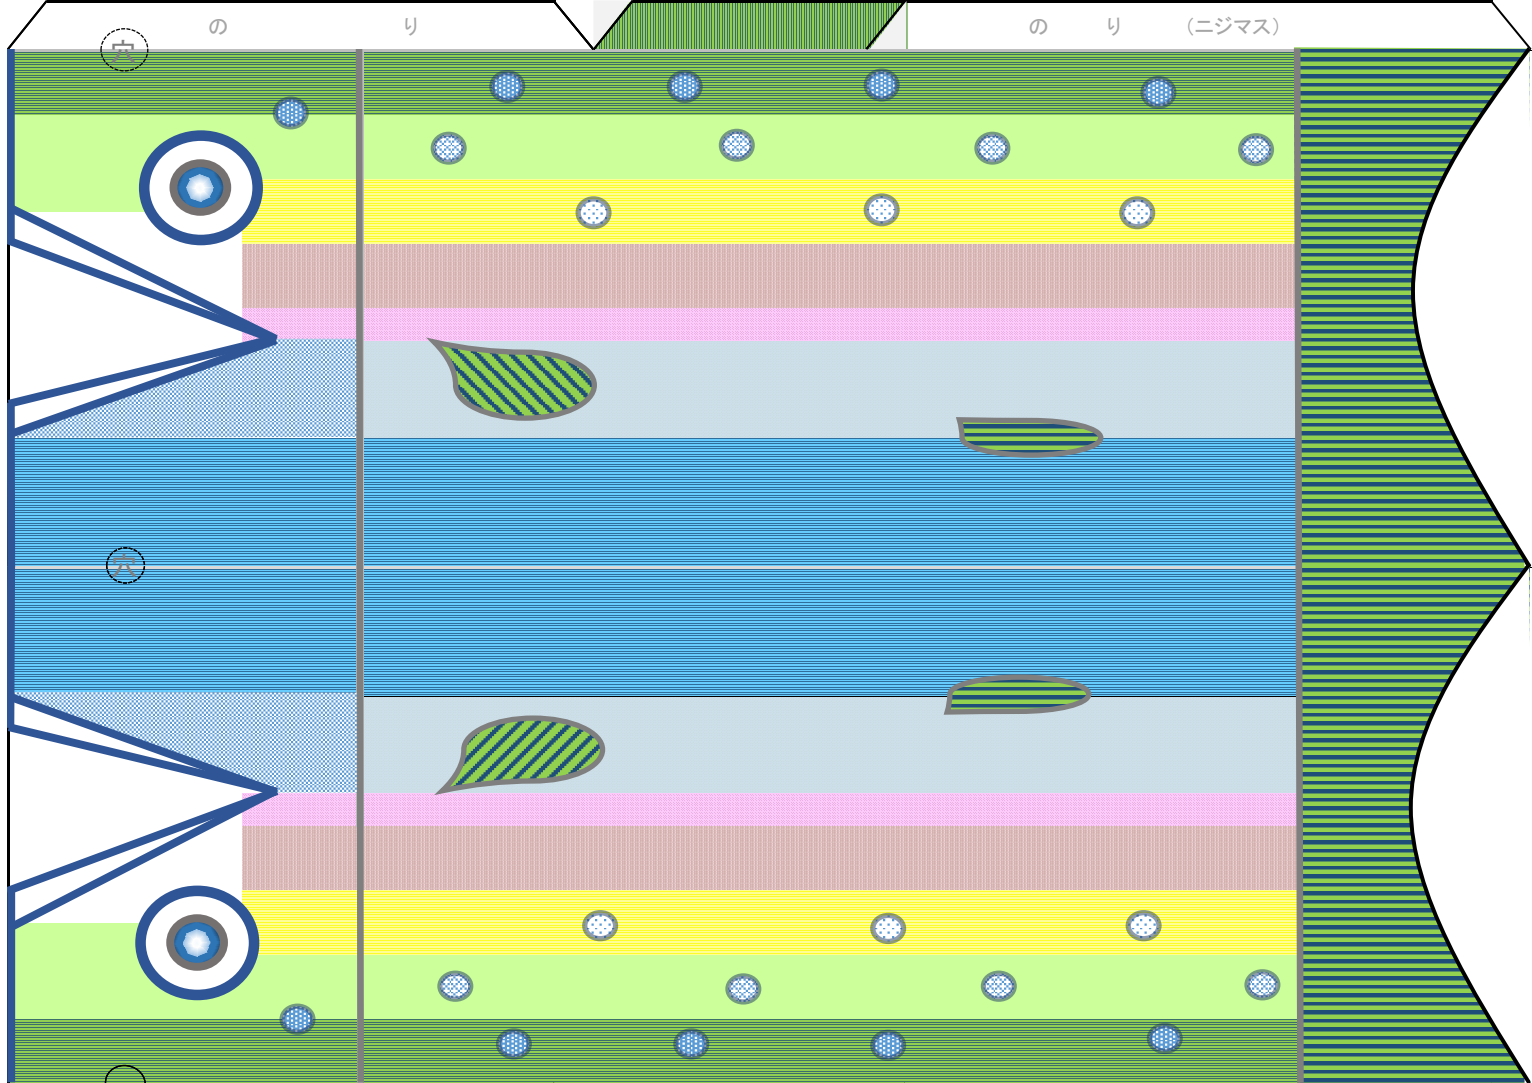 の り の り （ニジマス）
穴
穴